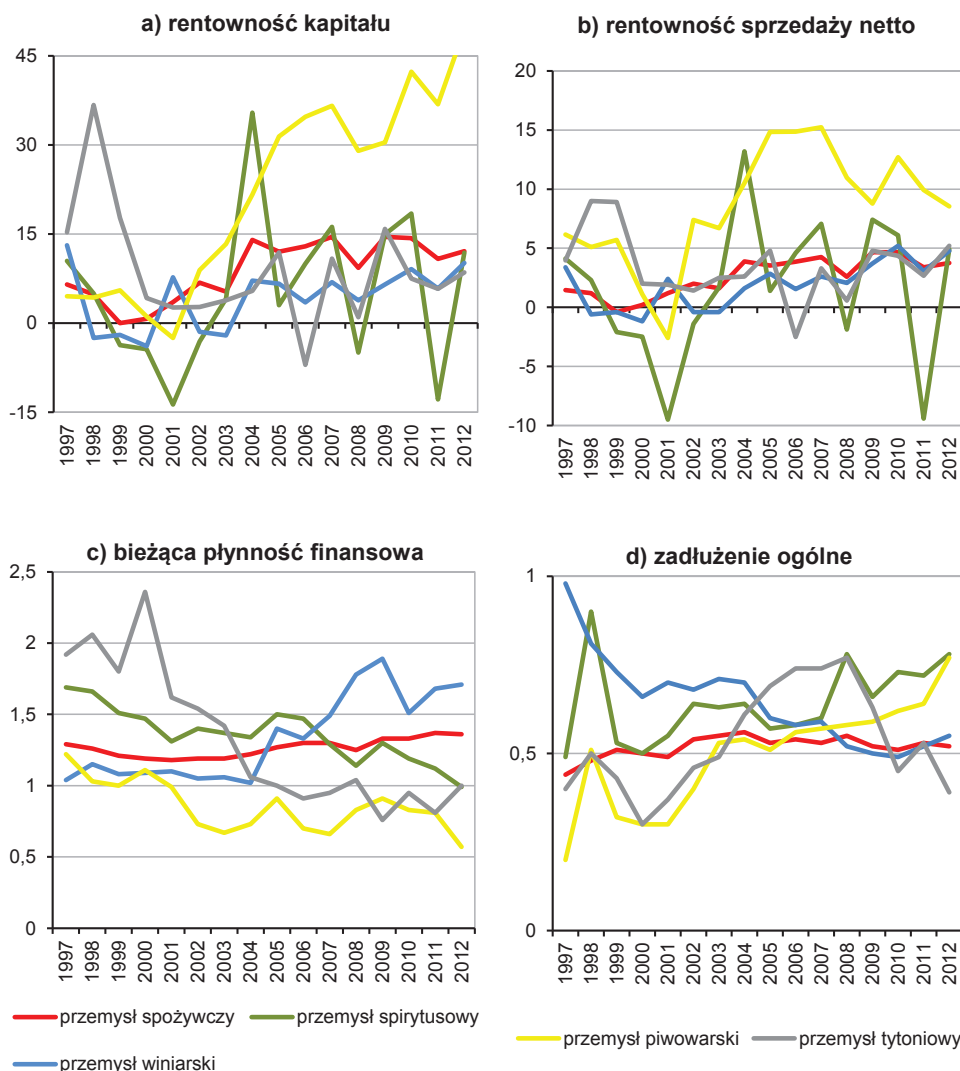 a) rentowność kapitału
45
30
15
0
-15
1997 1998 1999 2000 2001 2002 2003 2004 2005 2006 2007 2008 2009 2010 2011 2012
b) rentowność sprzedaży netto
20
15
10
5
0
-5
-10
1997 1998 1999 2000 2001 2002 2003 2004 2005 2006 2007 2008 2009 2010 2011 2012
c) bieżąca płynność finansowa
2,5
2
1,5
1
0,5
0
1997 1998 1999 2000 2001 2002 2003 2004 2005 2006 2007 2008 2009 2010 2011 2012
d) zadłużenie ogólne
1
0,5
0
1997 1998 1999 2000 2001 2002 2003 2004 2005 2006 2007 2008 2009 2010 2011 2012
przemysł spożywczy przemysł spirytusowy
przemysł winiarski
przemysł piwowarski przemysł tytoniowy